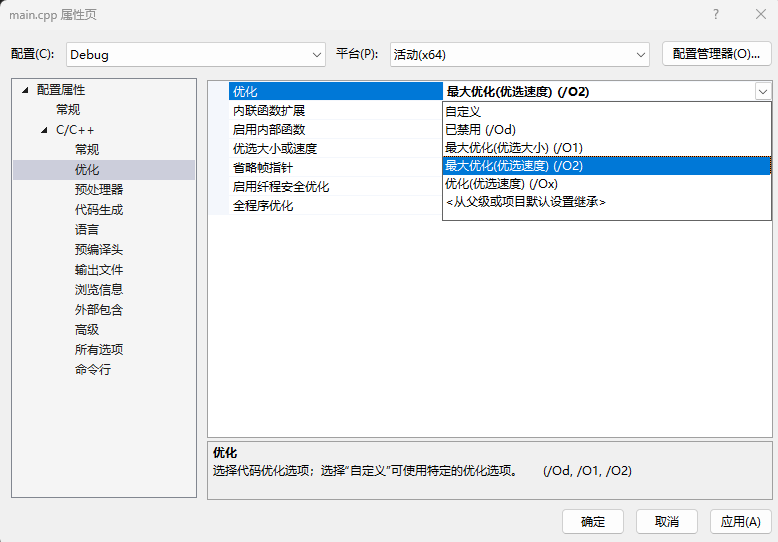 main.cpp 属性页
配置(C): Debug 平台(P): 活动(x64) 配置管理器(O)...
配置属性
常规
C/C++
常规
优化
预处理器
代码生成
语言
预编译头
输出文件
浏览信息
外部包含
高级
所有选项
命令行
优化 最大优化(优选速度) (/O2)
内联函数扩展
启用内部函数
优选大小或速度
省略帧指针
启用纤程安全优化
全程序优化
自定义
已禁用 (/Od)
最大优化(优选大小) (/O1)
最大优化(优选速度) (/O2)
优化(优选速度) (/Ox)
<从父级或项目默认设置继承>
优化
选择代码优化选项；选择“自定义”可使用特定的优化选项。 (/Od, /O1, /O2)
确定 取消 应用(A)